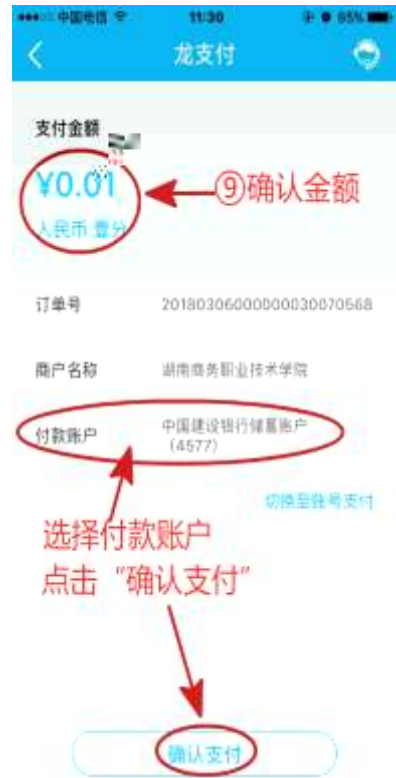 中国电信 11:30 95%
龙支付
支付金额
¥0.01
⑨确认金额
人民币 壹分
订单号 20180306000000030070568
商户名称 湖南商务职业技术学院
付款账户 中国建设银行储蓄账户
(4577)
切换至账号支付
选择付款账户
点击“确认支付”
确认支付